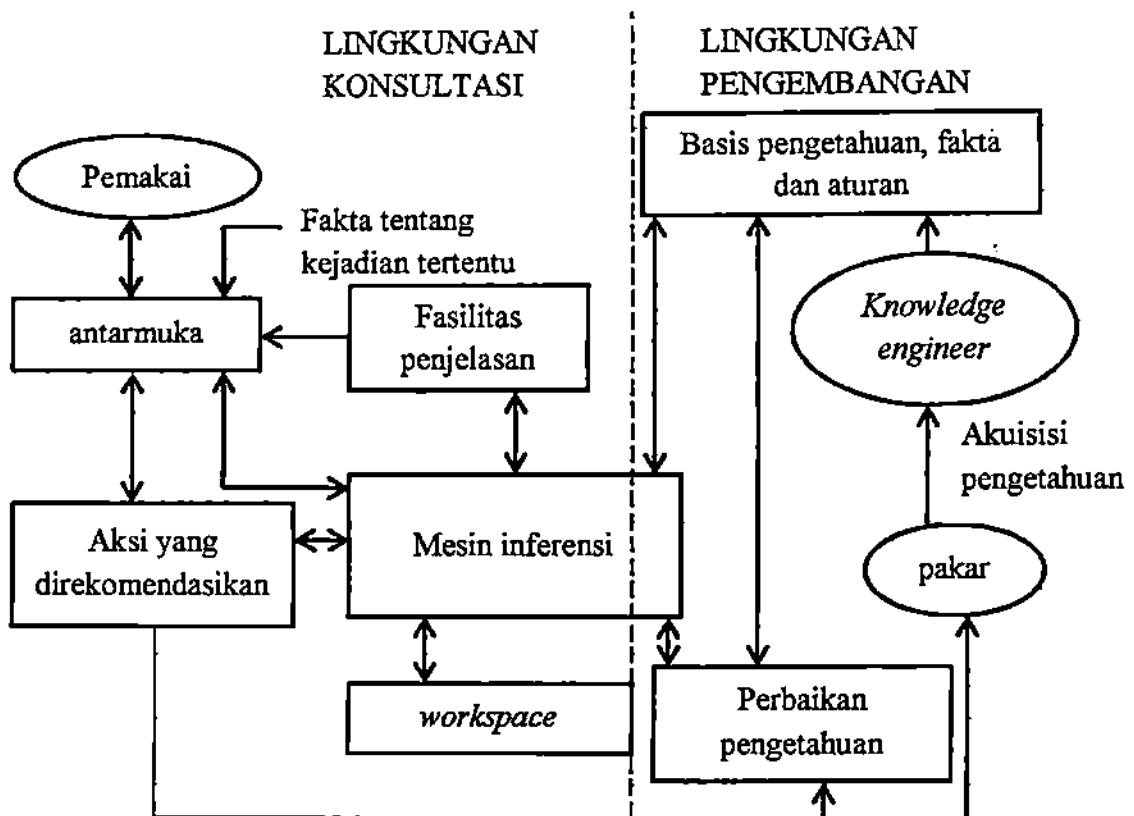 LINGKUNGAN
KONSULTASI
LINGKUNGAN
PENGEMBANGAN
Basis pengetahuan, fakta
dan aturan
Pemakai
Fakta tentang
kejadian tertentu
antarmuka
Fasilitas
penjelasan
Knowledge
engineer
Akuisisi
pengetahuan
Aksi yang
direkomendasikan
Mesin inferensi
pakar
workspace
Perbaikan
pengetahuan